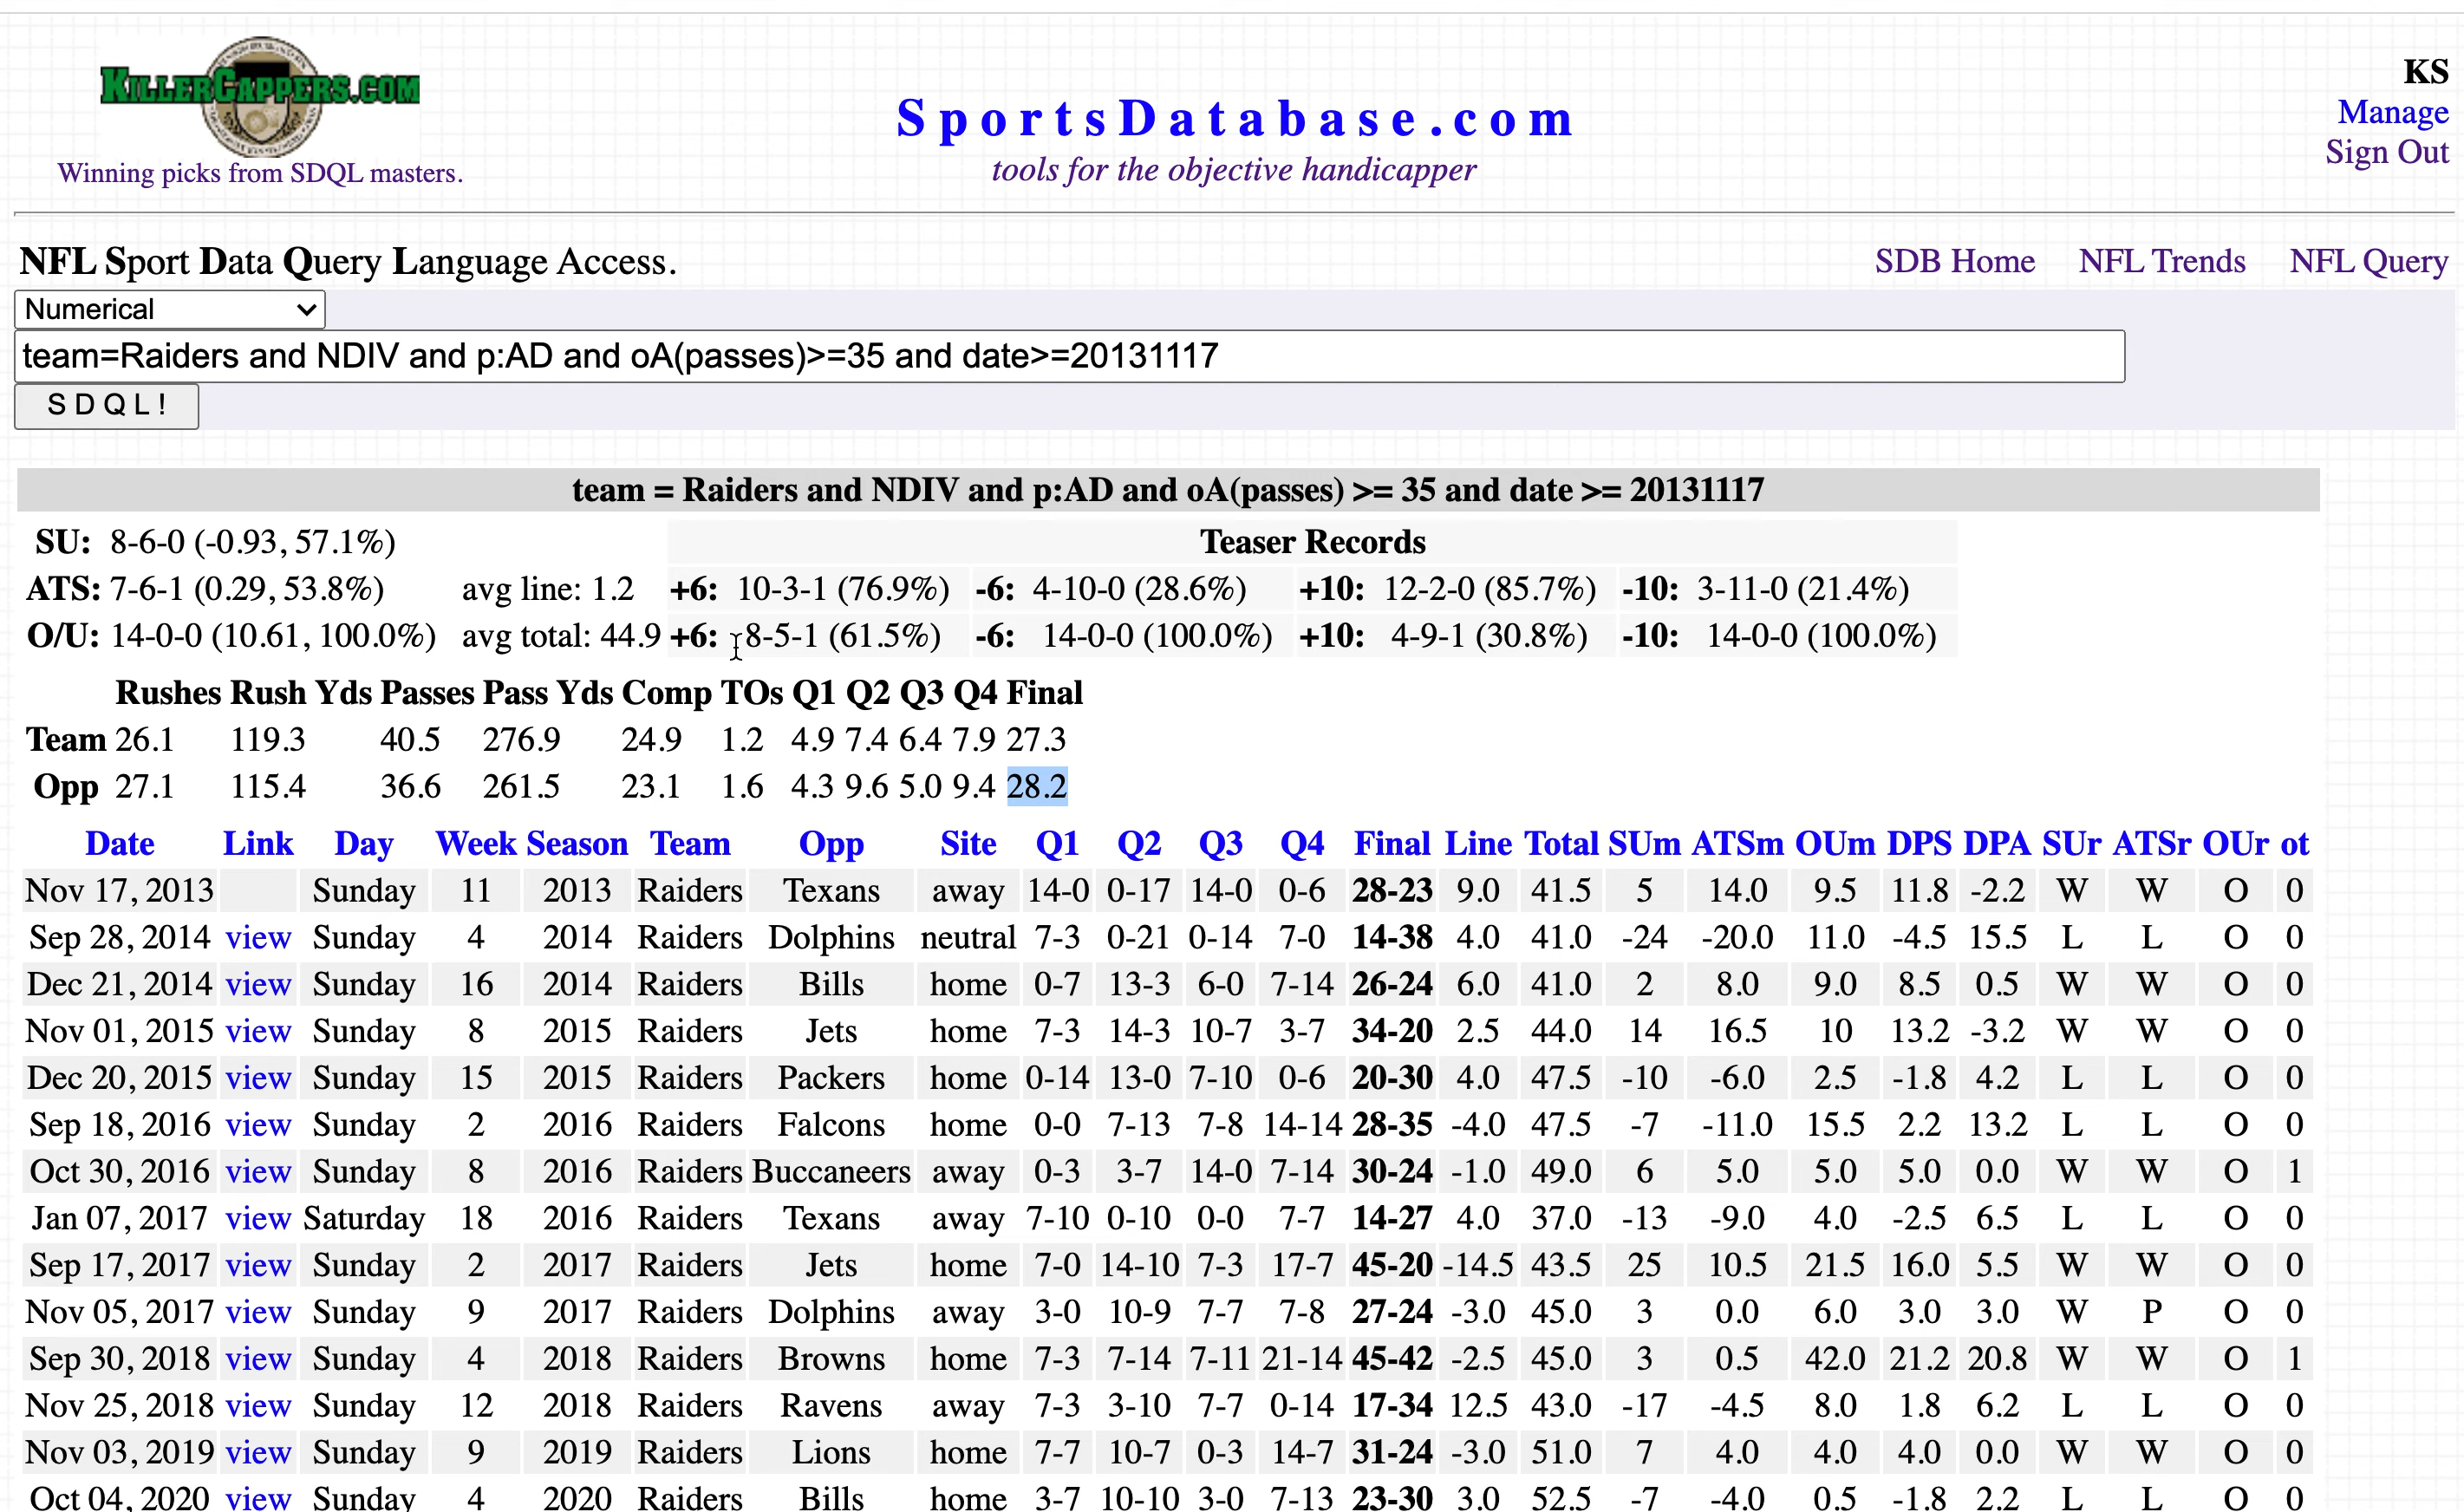 KILLERCAPPERS.COM
Winning picks from SDQL masters.
SportsDatabase.com
tools for the objective handicapper
KS
Manage
Sign Out
NFL Sport Data Query Language Access.
SDB Home NFL Trends NFL Query
Numerical
team=Raiders and NDIV and p:AD and oA(passes)>=35 and date>=20131117
S D Q L !
team = Raiders and NDIV and p:AD and oA(passes) >= 35 and date >= 20131117
SU: 8-6-0 (-0.93, 57.1%) Teaser Records
ATS: 7-6-1 (0.29, 53.8%) avg line: 1.2 +6: 10-3-1 (76.9%) -6: 4-10-0 (28.6%) +10: 12-2-0 (85.7%) -10: 3-11-0 (21.4%)
O/U: 14-0-0 (10.61, 100.0%) avg total: 44.9 +6: 8-5-1 (61.5%) -6: 14-0-0 (100.0%) +10: 4-9-1 (30.8%) -10: 14-0-0 (100.0%)
Rushes Rush Yds Passes Pass Yds Comp TOs Q1 Q2 Q3 Q4 Final
Team 26.1 119.3 40.5 276.9 24.9 1.2 4.9 7.4 6.4 7.9 27.3
Opp 27.1 115.4 36.6 261.5 23.1 1.6 4.3 9.6 5.0 9.4 28.2
Date Link Day Week Season Team Opp Site Q1 Q2 Q3 Q4 Final Line Total SUm ATSm OUm DPS DPA SUr ATSr OUr ot
Nov 17, 2013 Sunday 11 2013 Raiders Texans away 14-0 0-17 14-0 0-6 28-23 9.0 41.5 5 14.0 9.5 11.8 -2.2 W W O 0
Sep 28, 2014 view Sunday 4 2014 Raiders Dolphins neutral 7-3 0-21 0-14 7-0 14-38 4.0 41.0 -24 -20.0 11.0 -4.5 15.5 L L O 0
Dec 21, 2014 view Sunday 16 2014 Raiders Bills home 0-7 13-3 6-0 7-14 26-24 6.0 41.0 2 8.0 9.0 8.5 0.5 W W O 0
Nov 01, 2015 view Sunday 8 2015 Raiders Jets home 7-3 14-3 10-7 3-7 34-20 2.5 44.0 14 16.5 10 13.2 -3.2 W W O 0
Dec 20, 2015 view Sunday 15 2015 Raiders Packers home 0-14 13-0 7-10 0-6 20-30 4.0 47.5 -10 -6.0 2.5 -1.8 4.2 L L O 0
Sep 18, 2016 view Sunday 2 2016 Raiders Falcons home 0-0 7-13 7-8 14-14 28-35 -4.0 47.5 -7 -11.0 15.5 2.2 13.2 L L O 0
Oct 30, 2016 view Sunday 8 2016 Raiders Buccaneers away 0-3 3-7 14-0 7-14 30-24 -1.0 49.0 6 5.0 5.0 5.0 0.0 W W O 1
Jan 07, 2017 view Saturday 18 2016 Raiders Texans away 7-10 0-10 0-0 7-7 14-27 4.0 37.0 -13 -9.0 4.0 -2.5 6.5 L L O 0
Sep 17, 2017 view Sunday 2 2017 Raiders Jets home 7-0 14-10 7-3 17-7 45-20 -14.5 43.5 25 10.5 21.5 16.0 5.5 W W O 0
Nov 05, 2017 view Sunday 9 2017 Raiders Dolphins away 3-0 10-9 7-7 7-8 27-24 -3.0 45.0 3 0.0 6.0 3.0 3.0 W P O 0
Sep 30, 2018 view Sunday 4 2018 Raiders Browns home 7-3 7-14 7-11 21-14 45-42 -2.5 45.0 3 0.5 42.0 21.2 20.8 W W O 1
Nov 25, 2018 view Sunday 12 2018 Raiders Ravens away 7-3 3-10 7-7 0-14 17-34 12.5 43.0 -17 -4.5 8.0 1.8 6.2 L L O 0
Nov 03, 2019 view Sunday 9 2019 Raiders Lions home 7-7 10-7 0-3 14-7 31-24 -3.0 51.0 7 4.0 4.0 4.0 0.0 W W O 0
Oct 04, 2020 view Sunday 4 2020 Raiders Bills home 3-7 10-10 3-0 7-13 23-30 3.0 52.5 -7 -4.0 0.5 -1.8 2.2 L L O 0